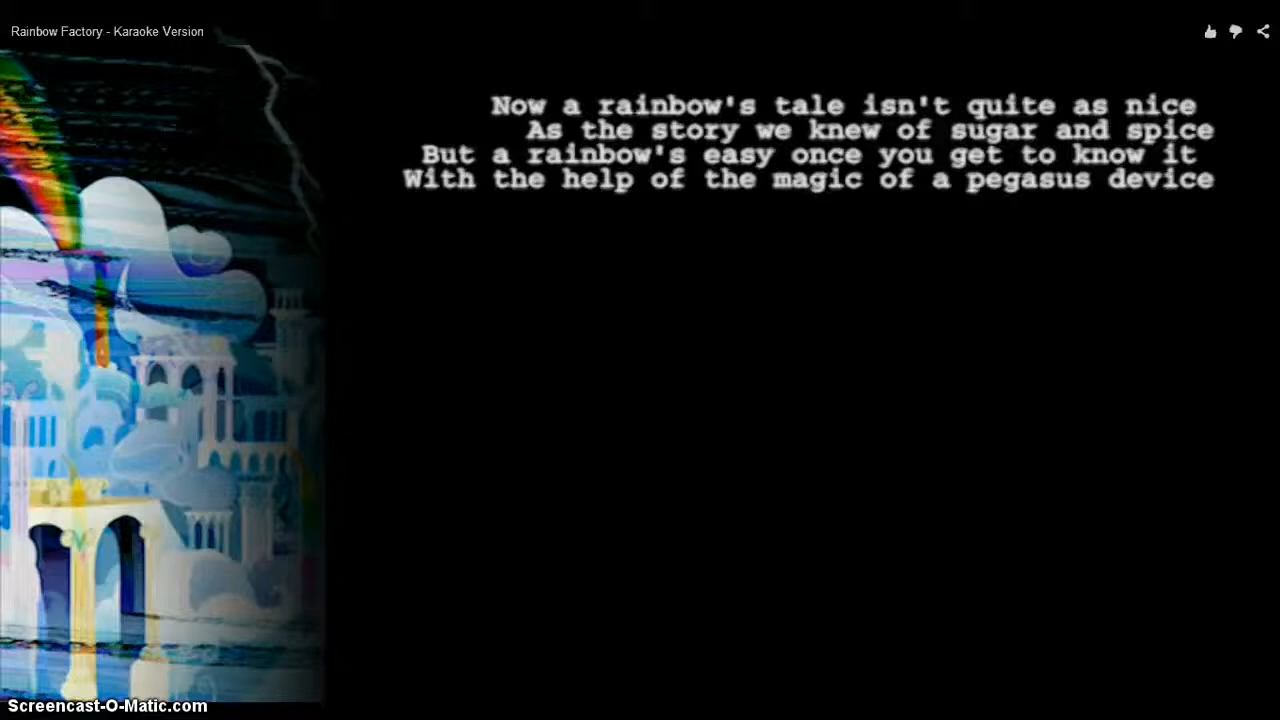 Rainbow Factory - Karaoke Version
Now a rainbow's tale isn't quite as nice
As the story we knew of sugar and spice
But a rainbow's easy once you get to know it
With the help of the magic of a pegasus device
Screencast-O-Matic.com